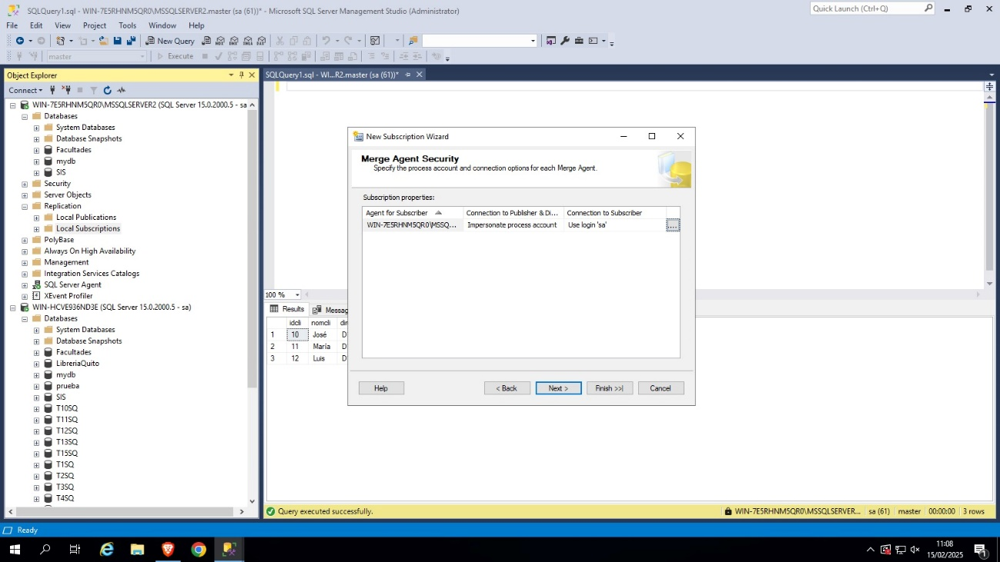 SQLQuery1.sql - WIN-7E5RHNM5QR0\MSSQLSERVER2.master (sa (61))* - Microsoft SQL Server Management Studio (Administrator)
Quick Launch (Ctrl+Q)
File Edit View Project Tools Window Help
New Query
master
Execute
Object Explorer
SQLQuery1.sql - WI...R2.master (sa (61))*
Connect
WIN-7E5RHNM5QR0\MSSQLSERVER2 (SQL Server 15.0.2000.5 - sa
Databases
System Databases
Database Snapshots
Facultades
mydb
SIS
Security
Server Objects
Replication
Local Publications
Local Subscriptions
PolyBase
Always On High Availability
Management
Integration Services Catalogs
SQL Server Agent
XEvent Profiler
WIN-HCVE936ND3E (SQL Server 15.0.2000.5 - sa)
Databases
System Databases
Database Snapshots
Facultades
LibreriaQuito
mydb
prueba
SIS
T10SQ
T11SQ
T12SQ
T13SQ
T15SQ
T1SQ
T2SQ
T3SQ
T4SQ
New Subscription Wizard
Merge Agent Security
Specify the process account and connection options for each Merge Agent.
Subscription properties:
Agent for Subscriber Connection to Publisher & Di... Connection to Subscriber
WIN-7E5RHNM5QR0\MSSQ... Impersonate process account Use login 'sa' ...
Help < Back Next > Finish >>| Cancel
100 %
Results Messag
idcli nomcli di
1 10 José D'
2 11 María D'
3 12 Luis D'
Query executed successfully.
WIN-7E5RHNM5QR0\MSSQLSERVER... sa (61) master 00:00:00 3 rows
Ready
11:08
15/02/2025
1